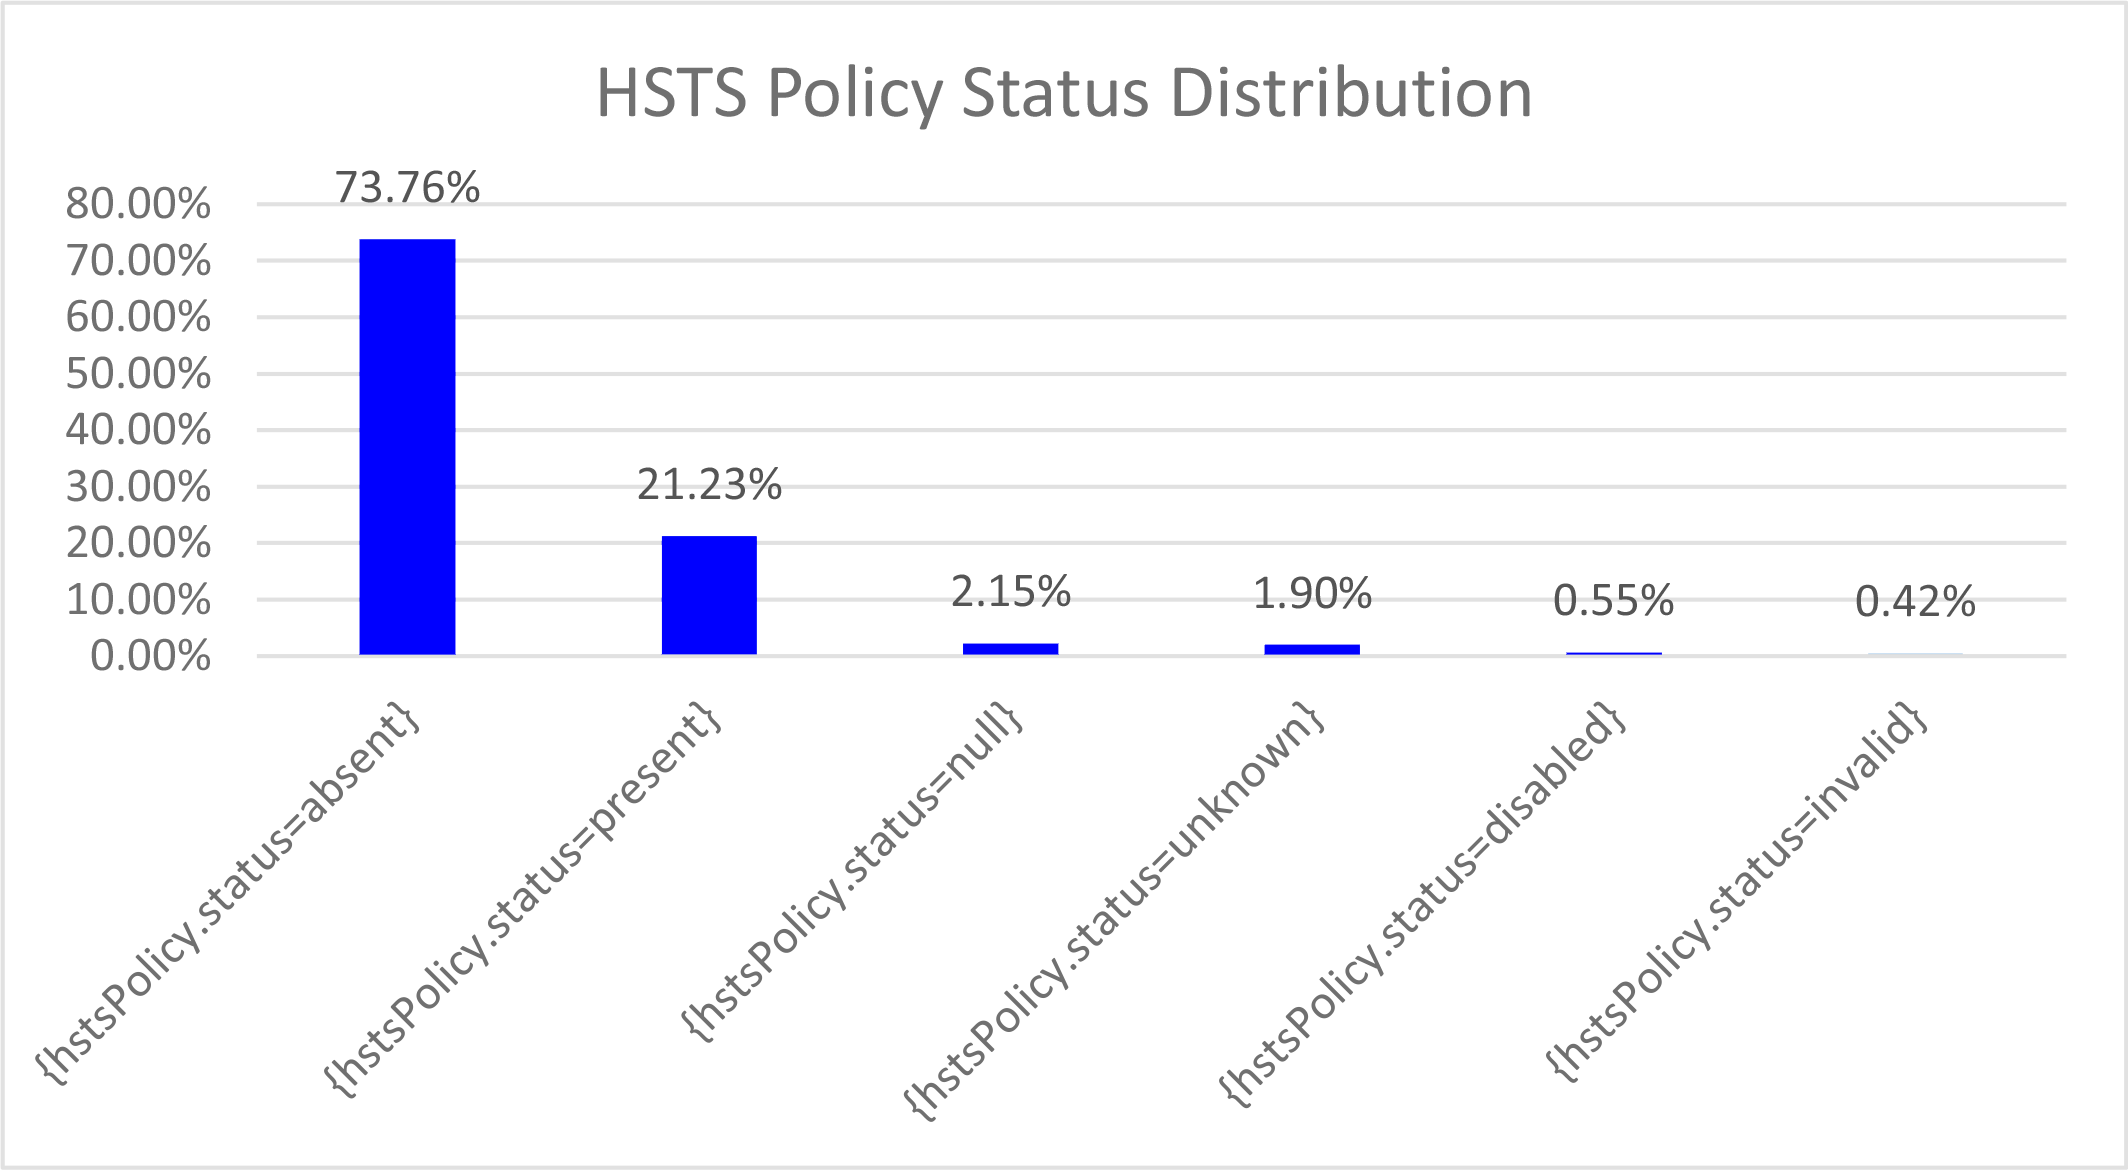 HSTS Policy Status Distribution
80.00%
70.00%
60.00%
50.00%
40.00%
30.00%
20.00%
10.00%
0.00%
73.76%
21.23%
2.15%
1.90%
0.55%
0.42%
{hstsPolicy.status=absent}
{hstsPolicy.status=present}
{hstsPolicy.status=null}
{hstsPolicy.status=unknown}
{hstsPolicy.status=disabled}
{hstsPolicy.status=invalid}